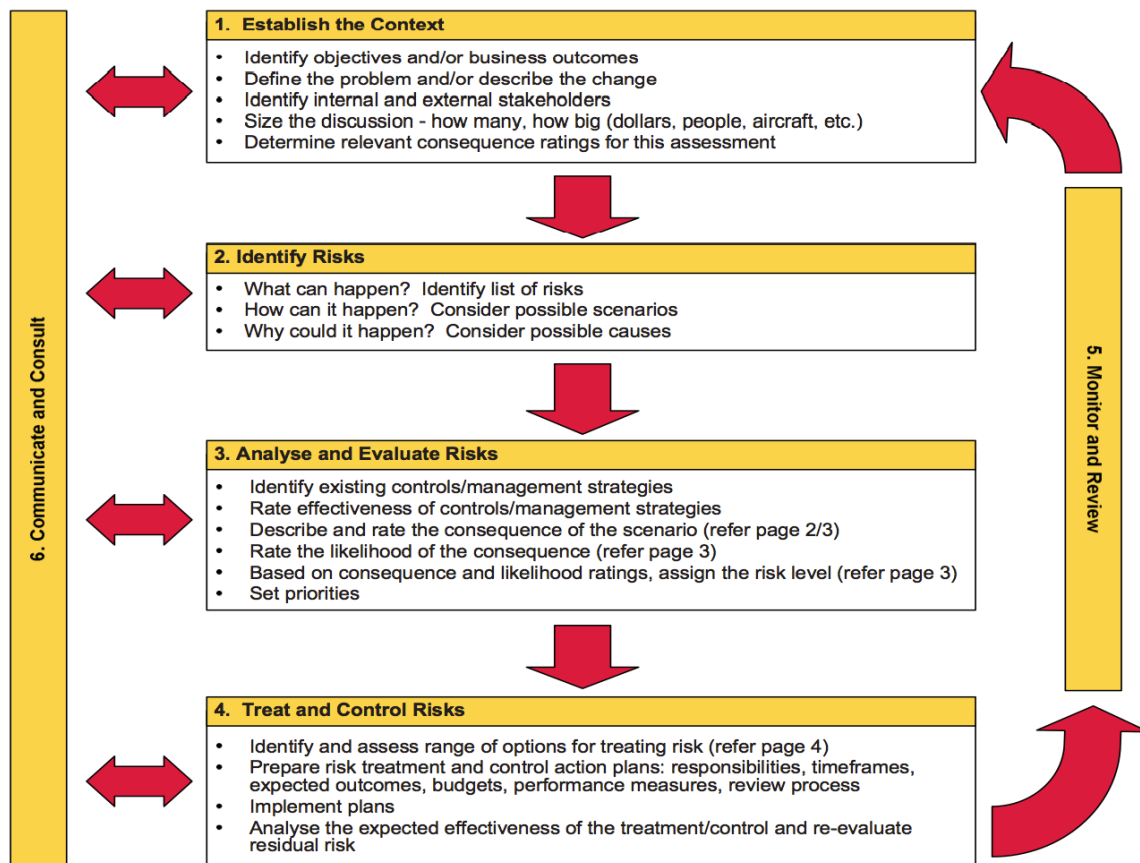 1. Establish the Context
• Identify objectives and/or business outcomes
• Define the problem and/or describe the change
• Identify internal and external stakeholders
• Size the discussion - how many, how big (dollars, people, aircraft, etc.)
• Determine relevant consequence ratings for this assessment
2. Identify Risks
• What can happen? Identify list of risks
• How can it happen? Consider possible scenarios
• Why could it happen? Consider possible causes
3. Analyse and Evaluate Risks
• Identify existing controls/management strategies
• Rate effectiveness of controls/management strategies
• Describe and rate the consequence of the scenario (refer page 2/3)
• Rate the likelihood of the consequence (refer page 3)
• Based on consequence and likelihood ratings, assign the risk level (refer page 3)
• Set priorities
4. Treat and Control Risks
• Identify and assess range of options for treating risk (refer page 4)
• Prepare risk treatment and control action plans: responsibilities, timeframes,
expected outcomes, budgets, performance measures, review process
• Implement plans
• Analyse the expected effectiveness of the treatment/control and re-evaluate
residual risk
5. Monitor and Review
6. Communicate and Consult